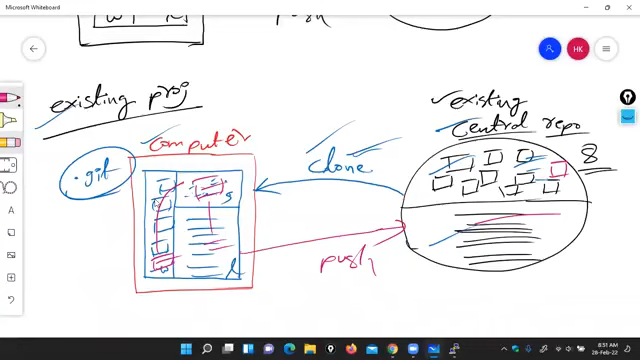 Microsoft Whiteboard
push
HK
existing proj
existing
central repo
computer
.git
clone
8
s
l
push
8:51 AM
28-Feb-22